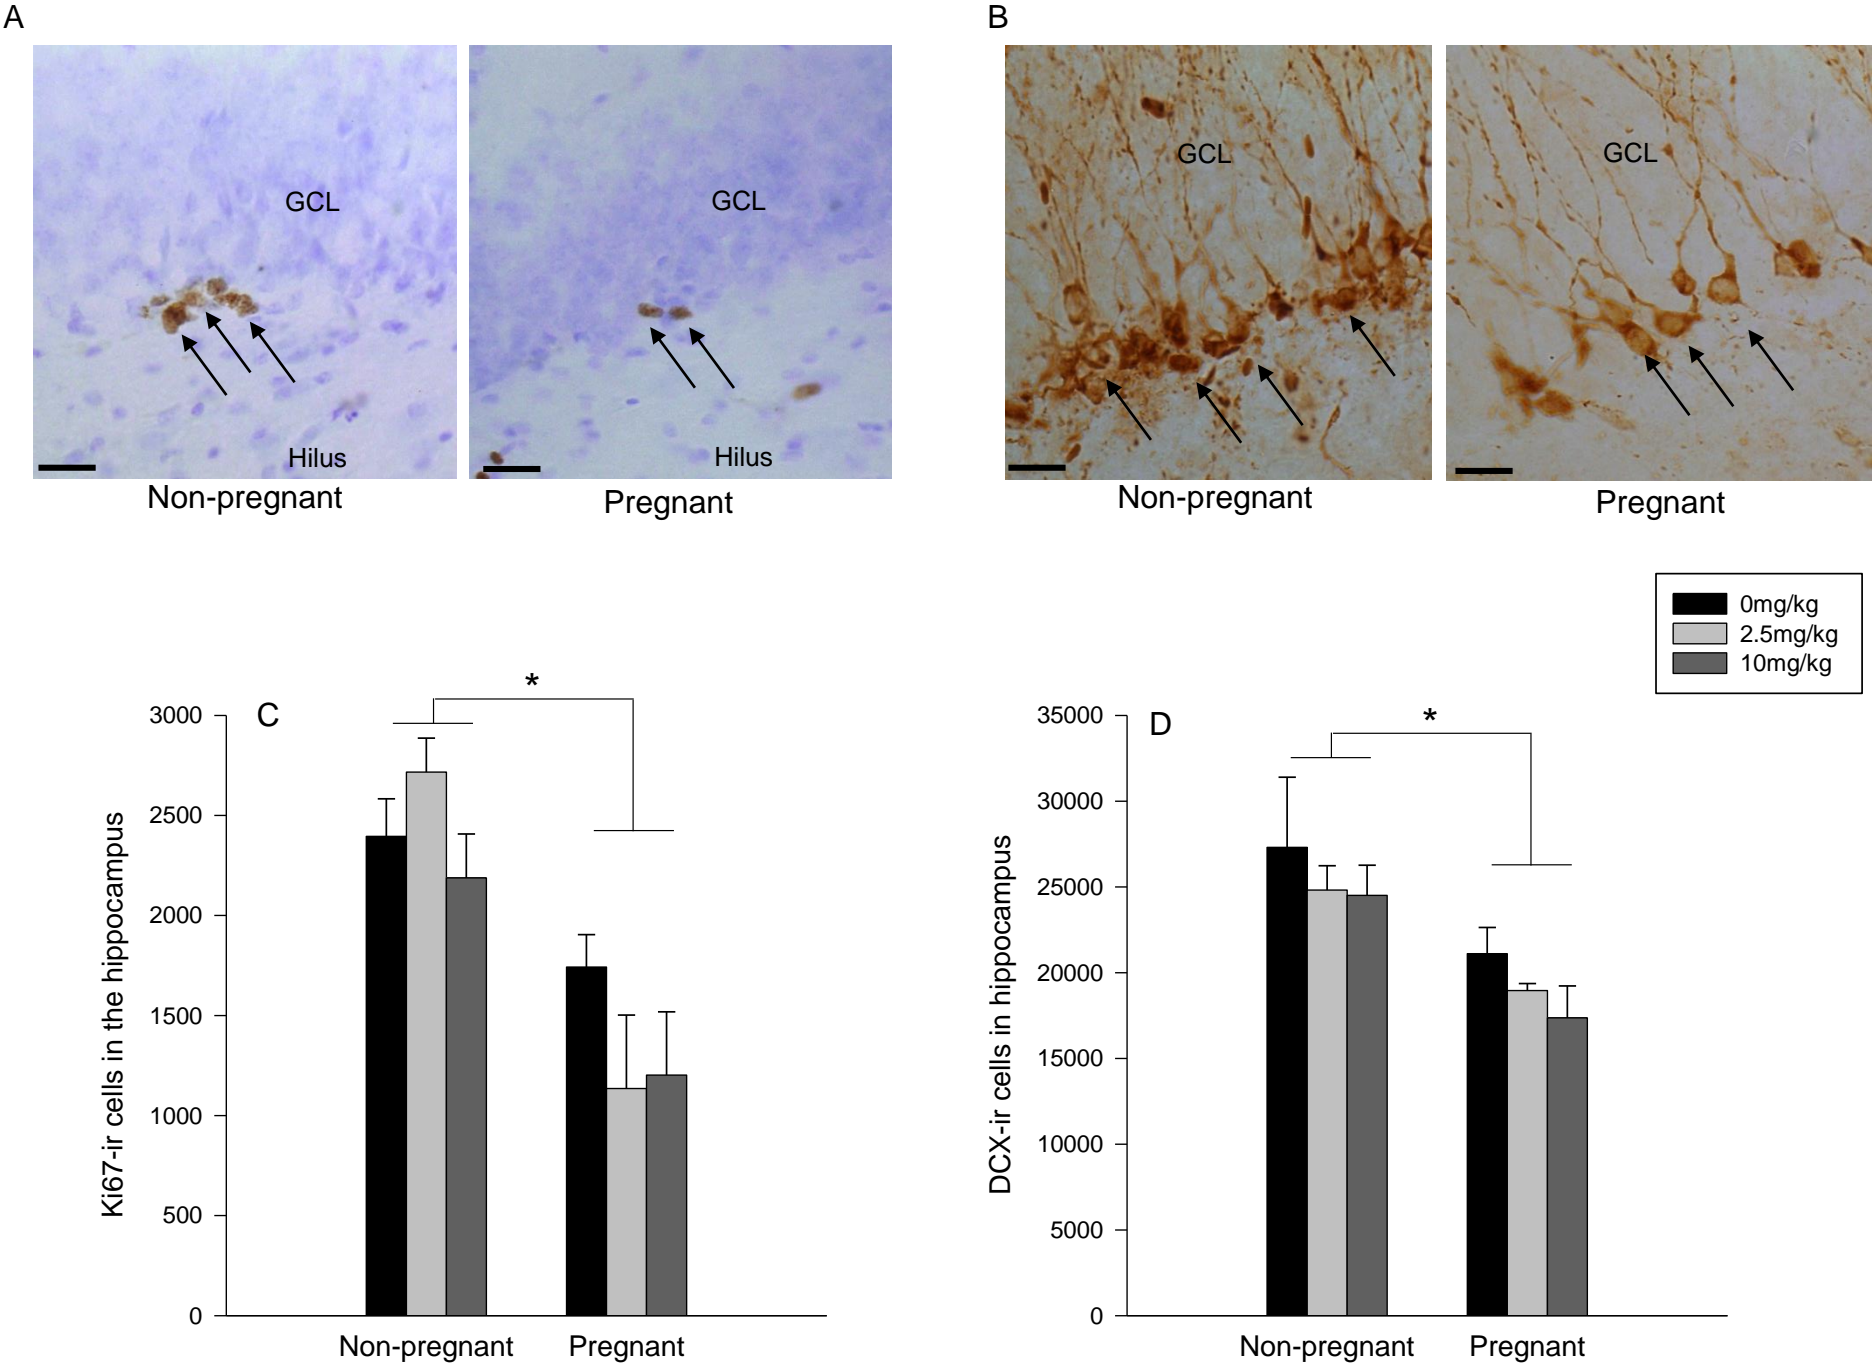 A
B
GCL
GCL
GCL
GCL
Hilus
Hilus
Non-pregnant
Pregnant
Non-pregnant
Pregnant
0mg/kg
2.5mg/kg
10mg/kg
*
C
3000
2500
2000
1500
1000
500
0
Ki67-ir cells in the hippocampus
Non-pregnant
Pregnant
*
D
35000
30000
25000
20000
15000
10000
5000
0
DCX-ir cells in hippocampus
Non-pregnant
Pregnant